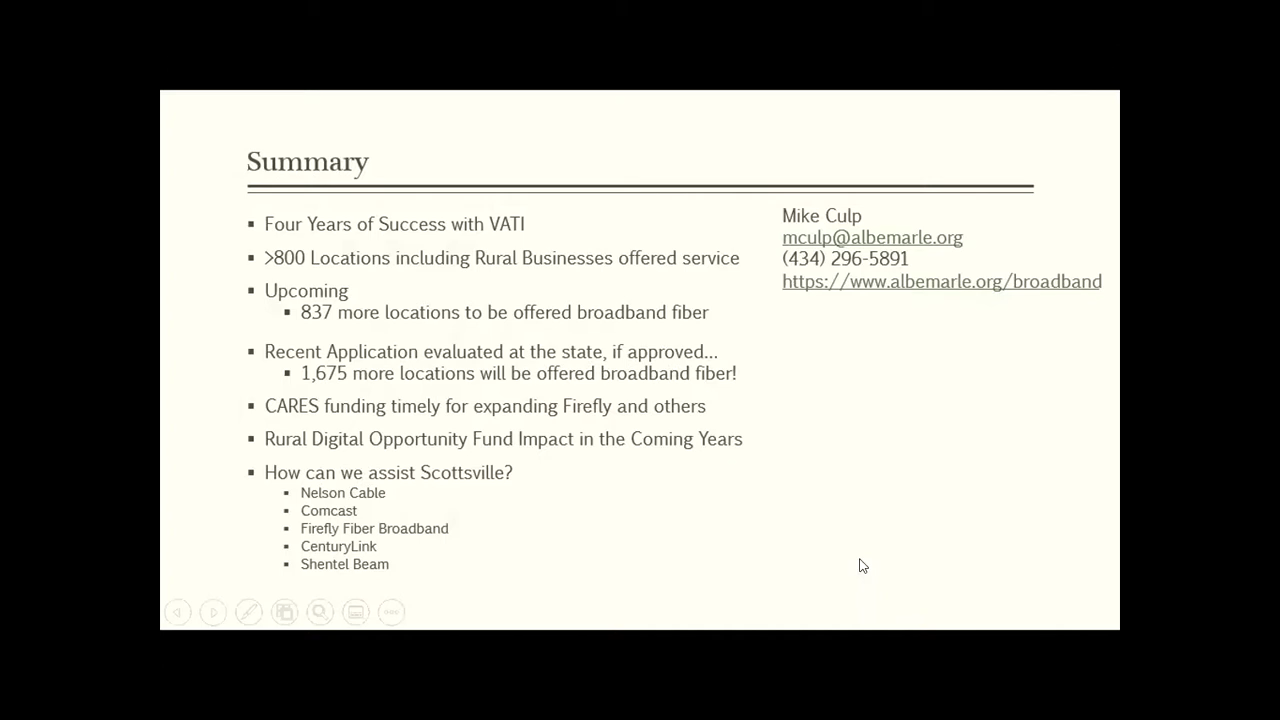 Summary
Four Years of Success with VATI
>800 Locations including Rural Businesses offered service
Upcoming
837 more locations to be offered broadband fiber
Recent Application evaluated at the state, if approved...
1,675 more locations will be offered broadband fiber!
CARES funding timely for expanding Firefly and others
Rural Digital Opportunity Fund Impact in the Coming Years
How can we assist Scottsville?
Nelson Cable
Comcast
Firefly Fiber Broadband
CenturyLink
Shentel Beam
Mike Culp
mculp@albemarle.org
(434) 296-5891
https://www.albemarle.org/broadband